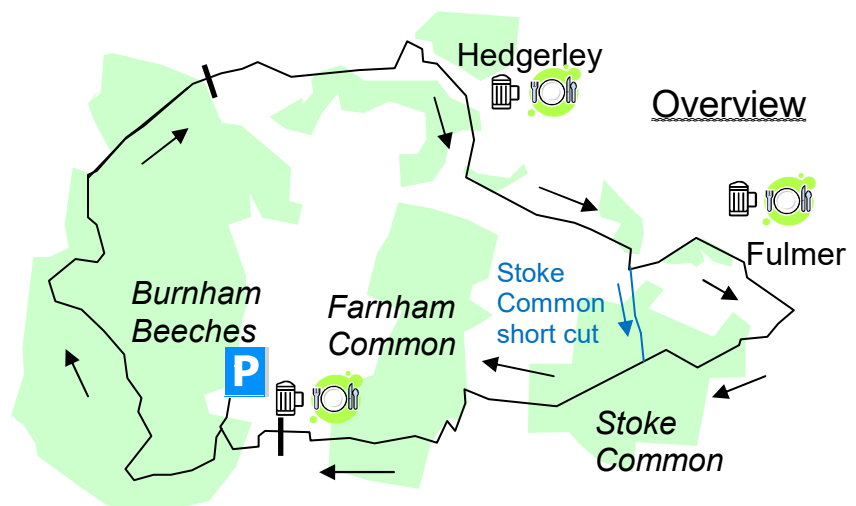 Hedgerley
Overview
Fulmer
Stoke
Common
short cut
Burnham
Beeches
Farnham
Common
P
Stoke
Common